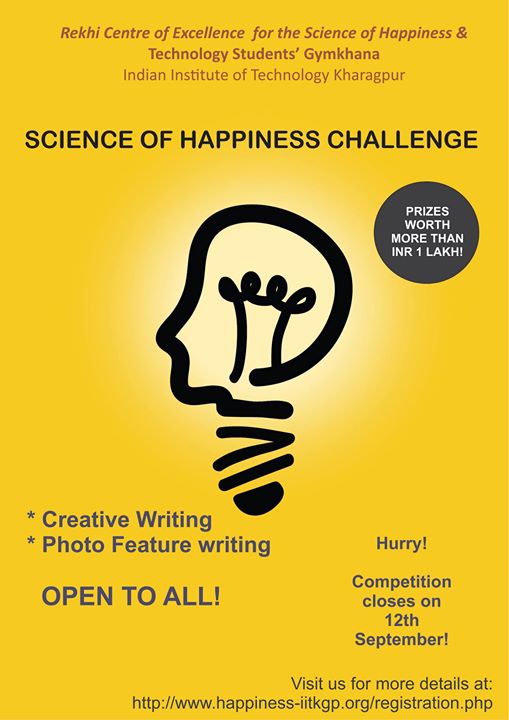 Rekhi Centre of Excellence for the Science of Happiness &
Technology Students' Gymkhana
Indian Institute of Technology Kharagpur
SCIENCE OF HAPPINESS CHALLENGE
PRIZES
WORTH
MORE THAN
INR 1 LAKH!
* Creative Writing
* Photo Feature writing
OPEN TO ALL!
Hurry!
Competition
closes on
12th
September!
Visit us for more details at:
http://www.happiness-iitkgp.org/registration.php